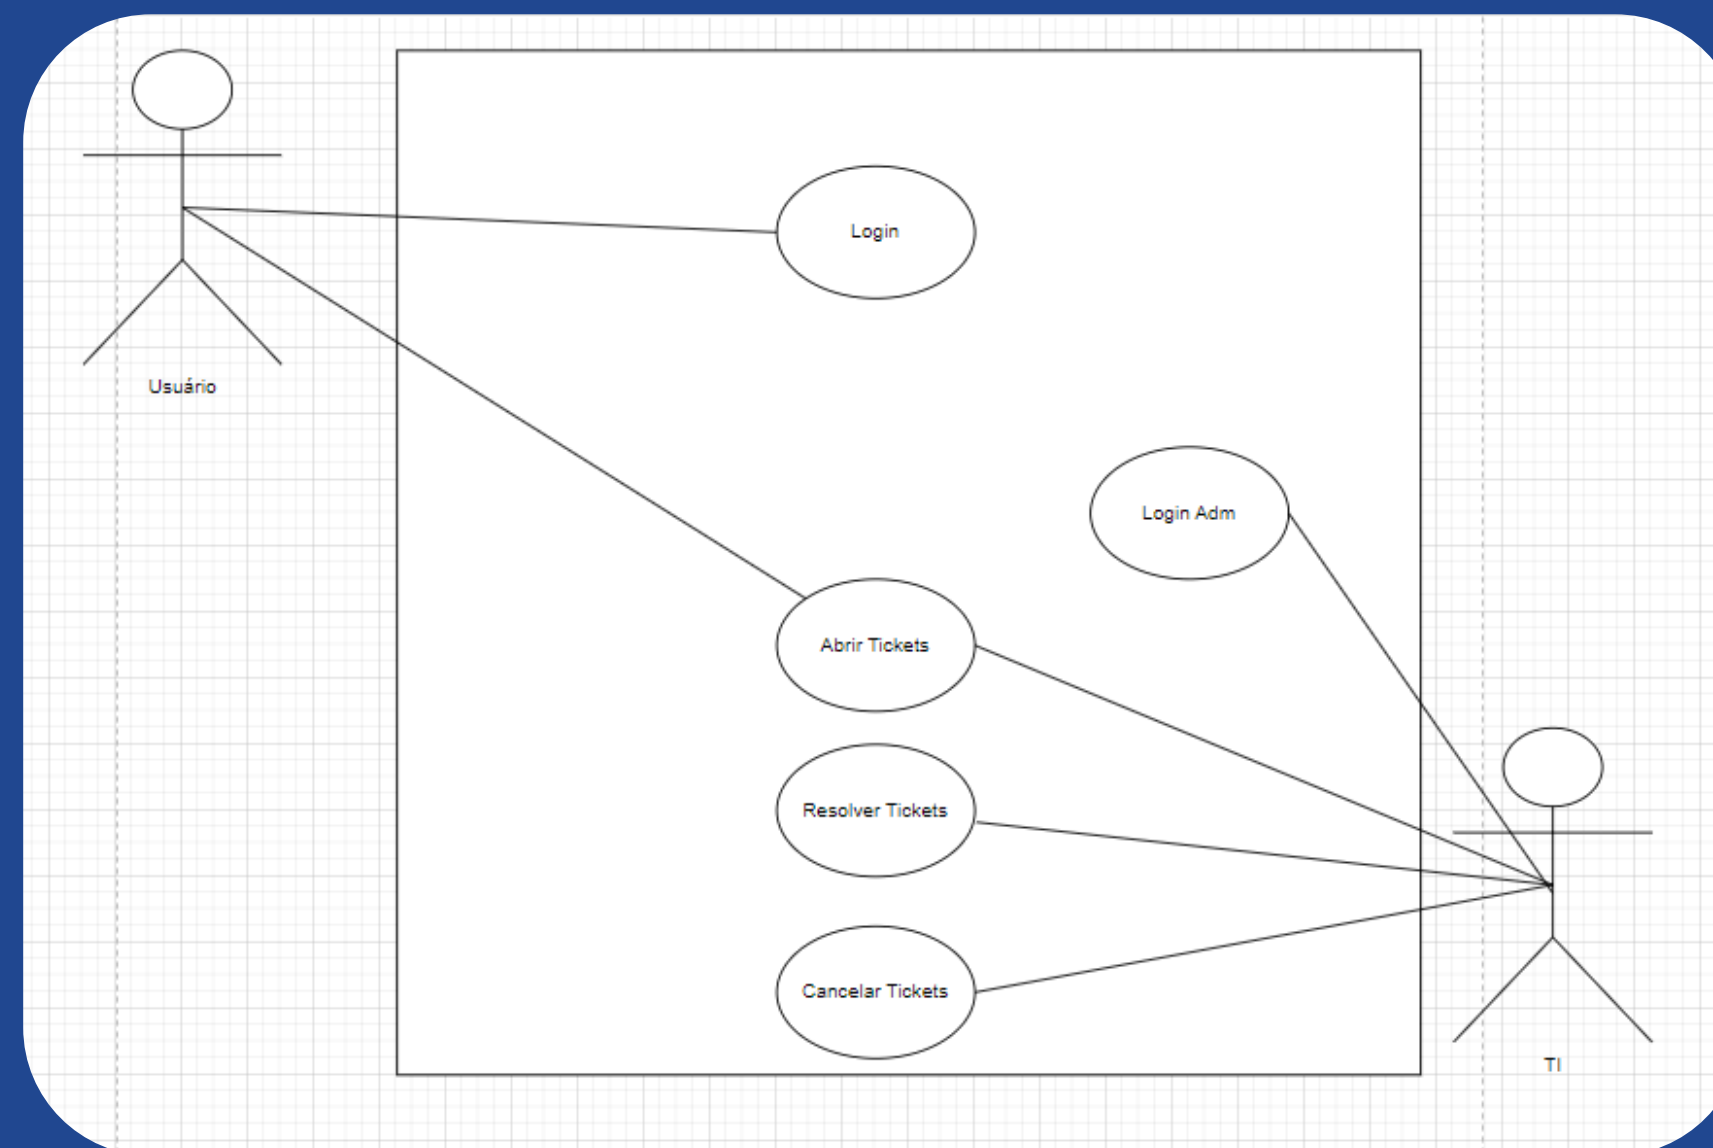 Login
Usuário
Login Adm
Abrir Tickets
Resolver Tickets
Cancelar Tickets
TI